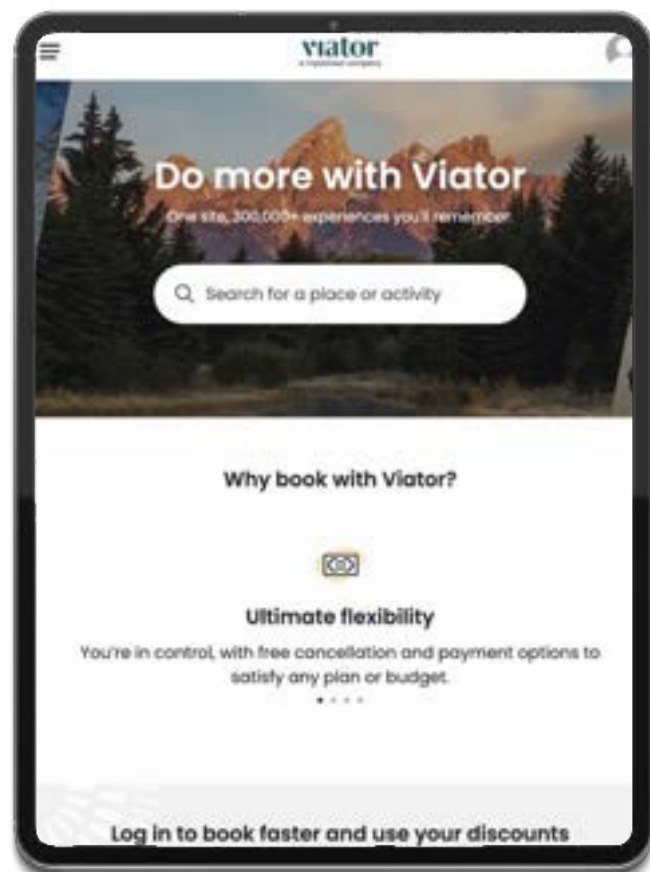 viator
a Tripadvisor company
Do more with Viator
One site, 300,000+ experiences you'll remember
Search for a place or activity
Why book with Viator?
Ultimate flexibility
You're in control, with free cancellation and payment options to
satisfy any plan or budget.
Log in to book faster and use your discounts